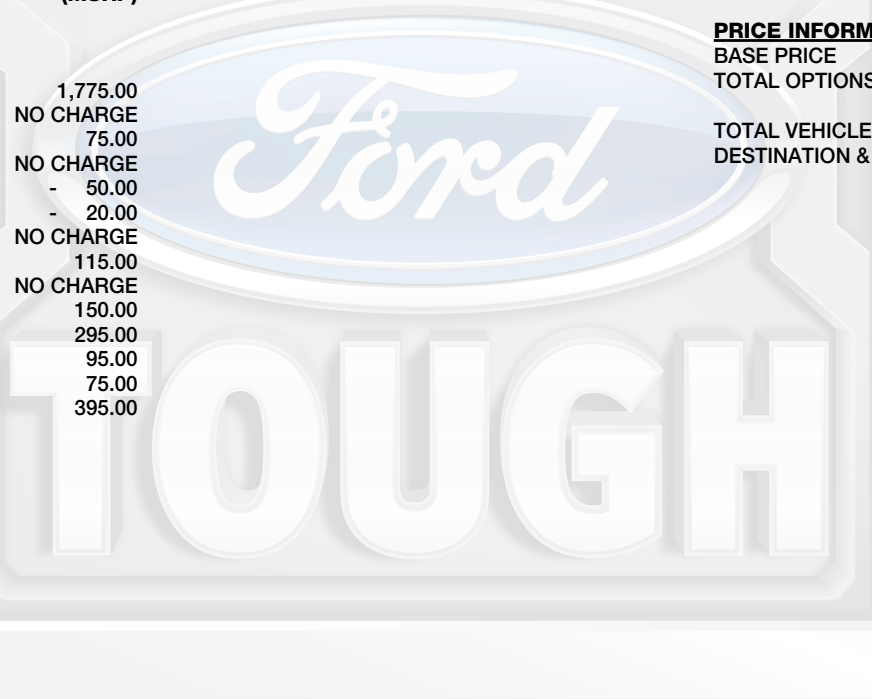 1,775.00
NO CHARGE
75.00
NO CHARGE
- 50.00
- 20.00
NO CHARGE
115.00
NO CHARGE
150.00
295.00
95.00
75.00
395.00
PRICE INFORM
BASE PRICE
TOTAL OPTIONS
TOTAL VEHICLE
DESTINATION &
Ford
TOUGH